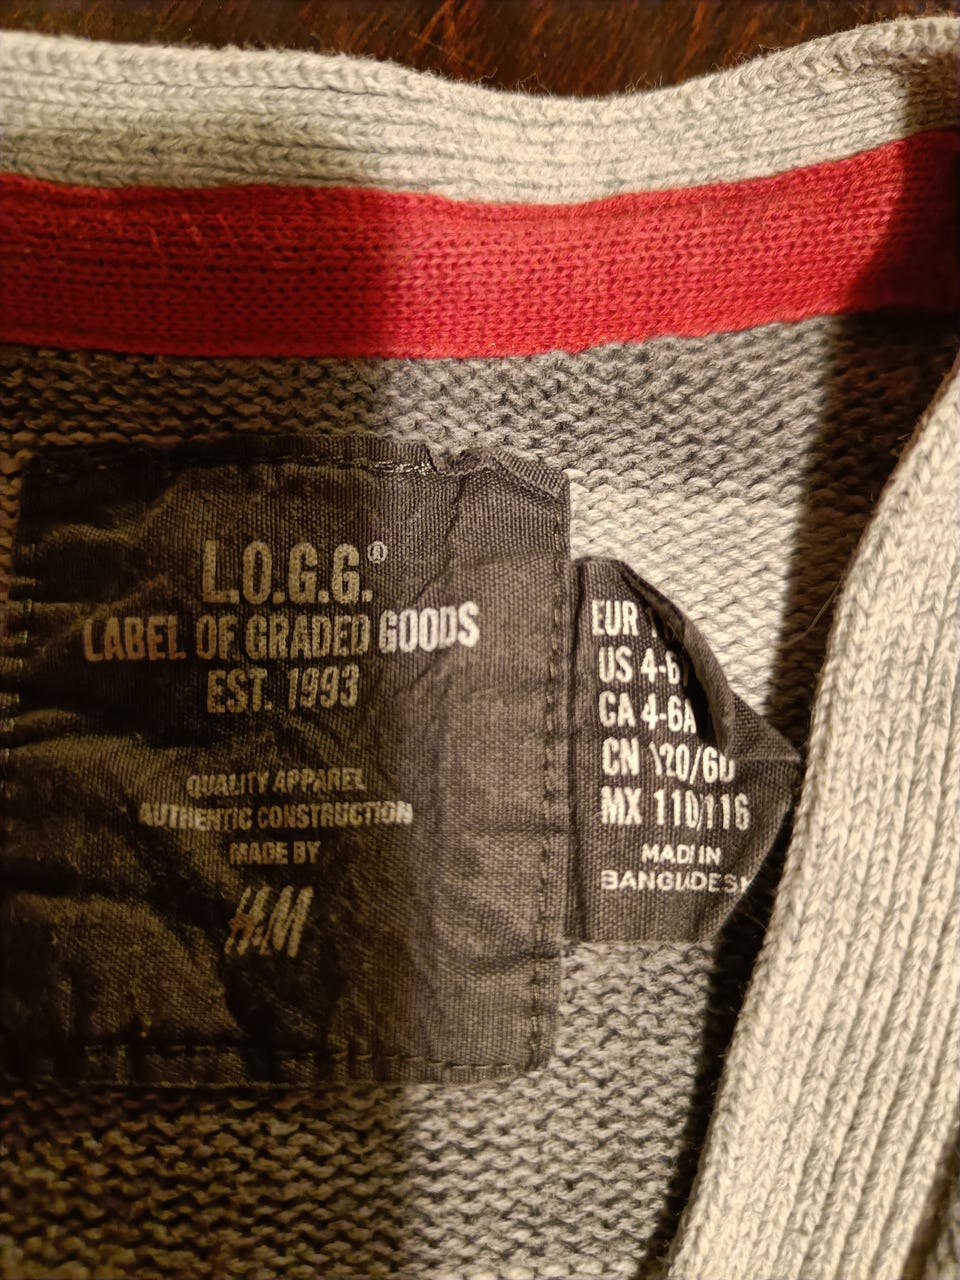 L.O.G.G.®
LABEL OF GRADED GOODS
EST. 1993
QUALITY APPAREL
AUTHENTIC CONSTRUCTION
MADE BY
H&M
EUR
US 4-6
CA 4-6A
CN 120/60
MX 110/116
MADE IN
BANGLADESH